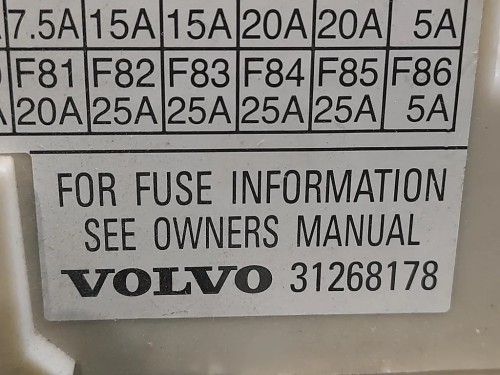 7.5A 15A 15A 20A 20A 5A
F81 F82 F83 F84 F85 F86
20A 25A 25A 25A 25A 5A
FOR FUSE INFORMATION
SEE OWNERS MANUAL
VOLVO 31268178